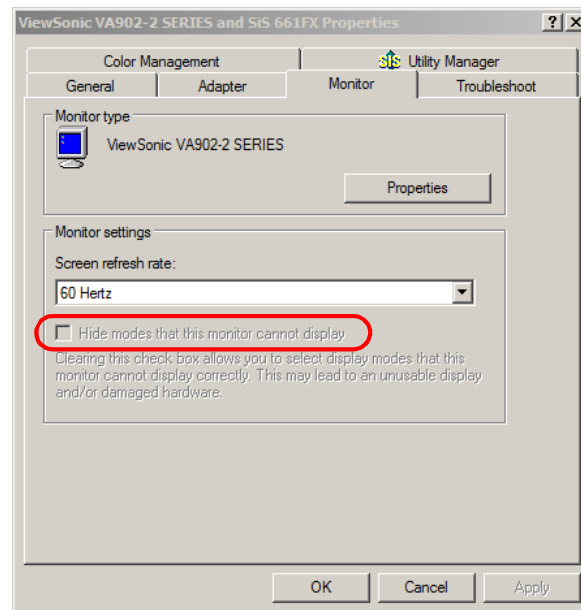 ViewSonic VA902-2 SERIES and SiS 661FX Properties
Color Management
SiS Utility Manager
General
Adapter
Monitor
Troubleshoot
Monitor type
ViewSonic VA902-2 SERIES
Properties
Monitor settings
Screen refresh rate:
60 Hertz
Hide modes that this monitor cannot display
Clearing this check box allows you to select display modes that this
monitor cannot display correctly. This may lead to an unusable display
and/or damaged hardware.
OK
Cancel
Apply